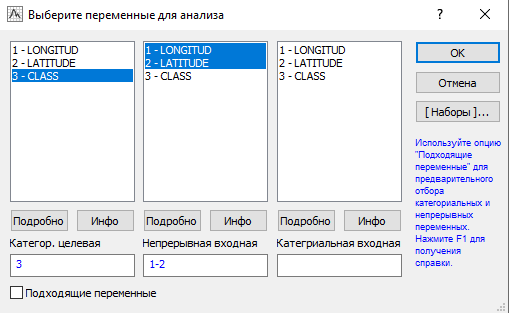 Выберите переменные для анализа
1 - LONGITUD
2 - LATITUDE
3 - CLASS
1 - LONGITUD
2 - LATITUDE
3 - CLASS
1 - LONGITUD
2 - LATITUDE
3 - CLASS
OK
Отмена
[ Наборы ]...
Используйте опцию
"Подходящие
переменные" для
предварительного
отбора
категориальных и
непрерывных
переменных.
Нажмите F1 для
получения
справки.
Подробно
Инфо
Подробно
Инфо
Подробно
Инфо
Категор. целевая
Непрерывная входная
Категриальная входная
3
1-2
Подходящие переменные